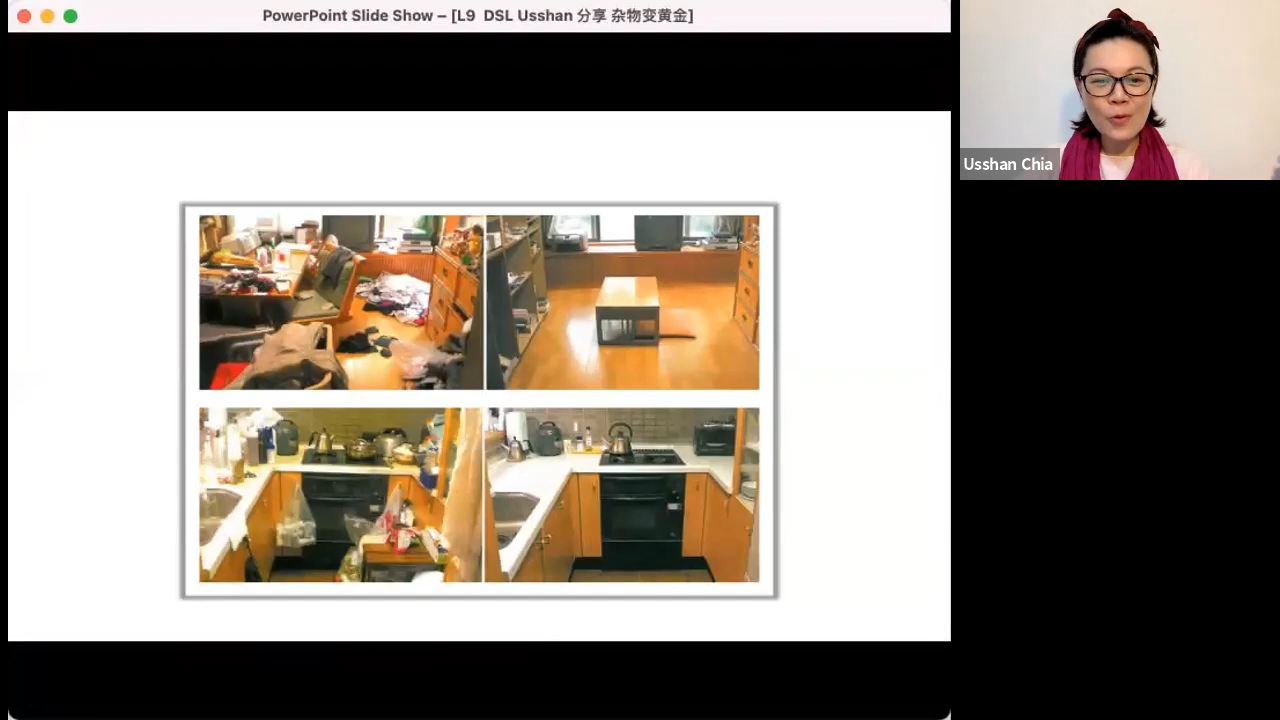 PowerPoint Slide Show – [L9  DSL Usshan 分享 杂物变黄金]
Usshan Chia